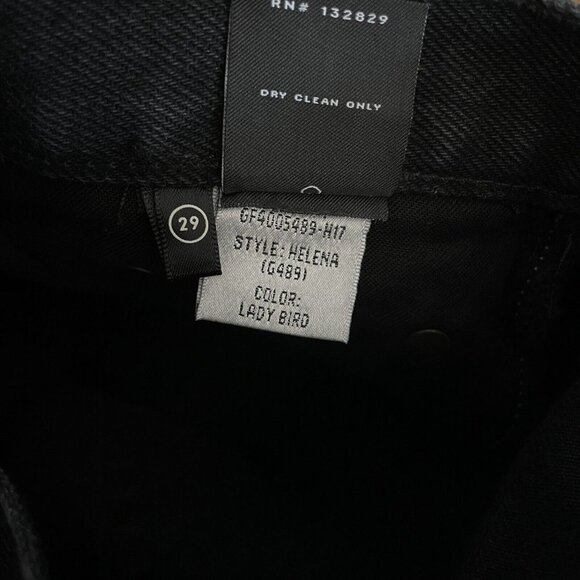 RN# 132829
DRY CLEAN ONLY
29
GF4005489-H17
STYLE: HELENA
(G489)
COLOR:
LADY BIRD